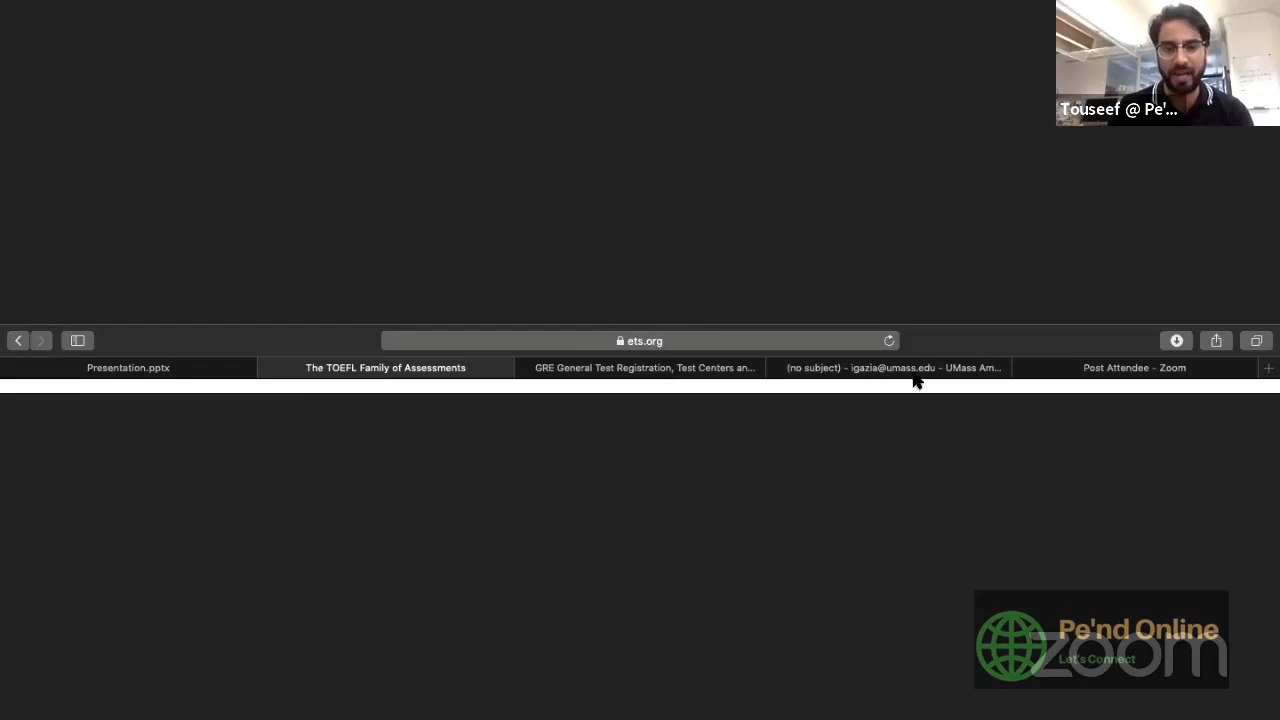 Touseef @ Pe'...
ets.org
Presentation.pptx
The TOEFL Family of Assessments
GRE General Test Registration, Test Centers an...
(no subject) – igazia@umass.edu – UMass Am...
Post Attendee - Zoom
Pe'nd Online
Let's Connect
zoom